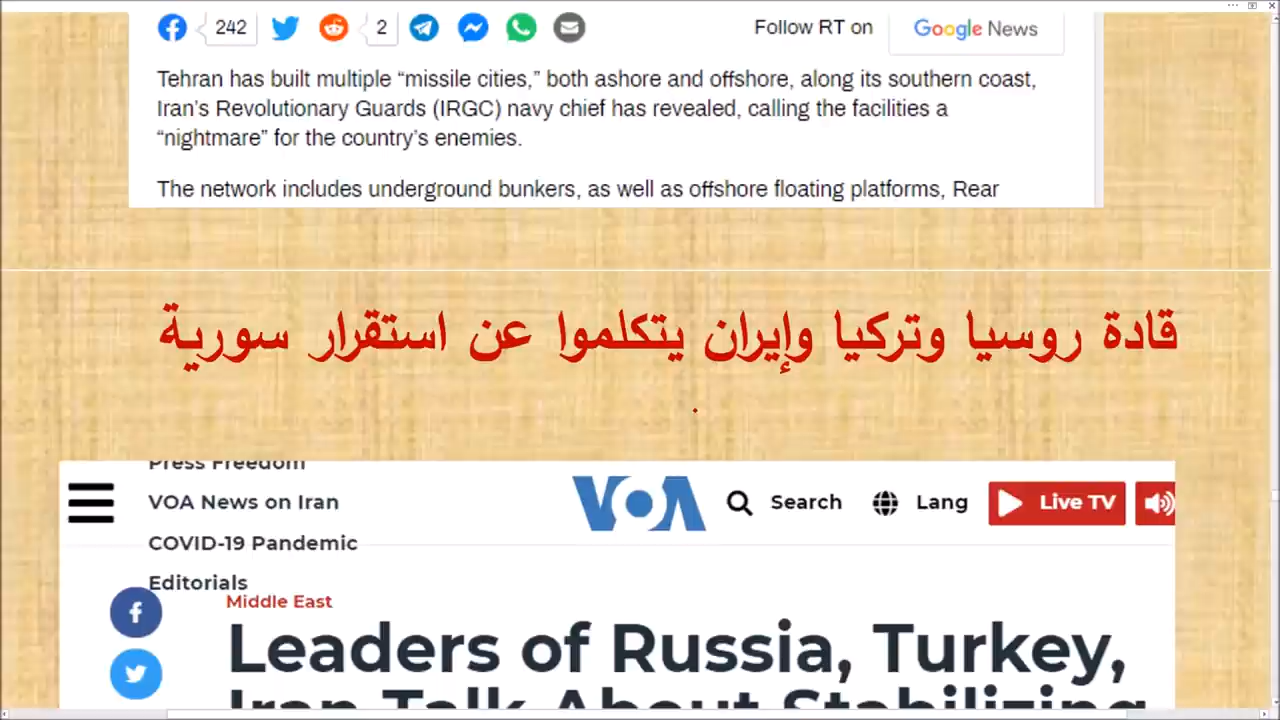 242
2
Follow RT on
Google News
Tehran has built multiple “missile cities,” both ashore and offshore, along its southern coast,
Iran’s Revolutionary Guards (IRGC) navy chief has revealed, calling the facilities a
“nightmare” for the country’s enemies.
The network includes underground bunkers, as well as offshore floating platforms, Rear
قادة روسيا وتركيا وإيران يتكلموا عن استقرار سورية
.
Press Freedom
VOA News on Iran
VOA
Search
Lang
Live TV
COVID-19 Pandemic
Editorials
Middle East
Leaders of Russia, Turkey,
Iran Talk About Stabilizing